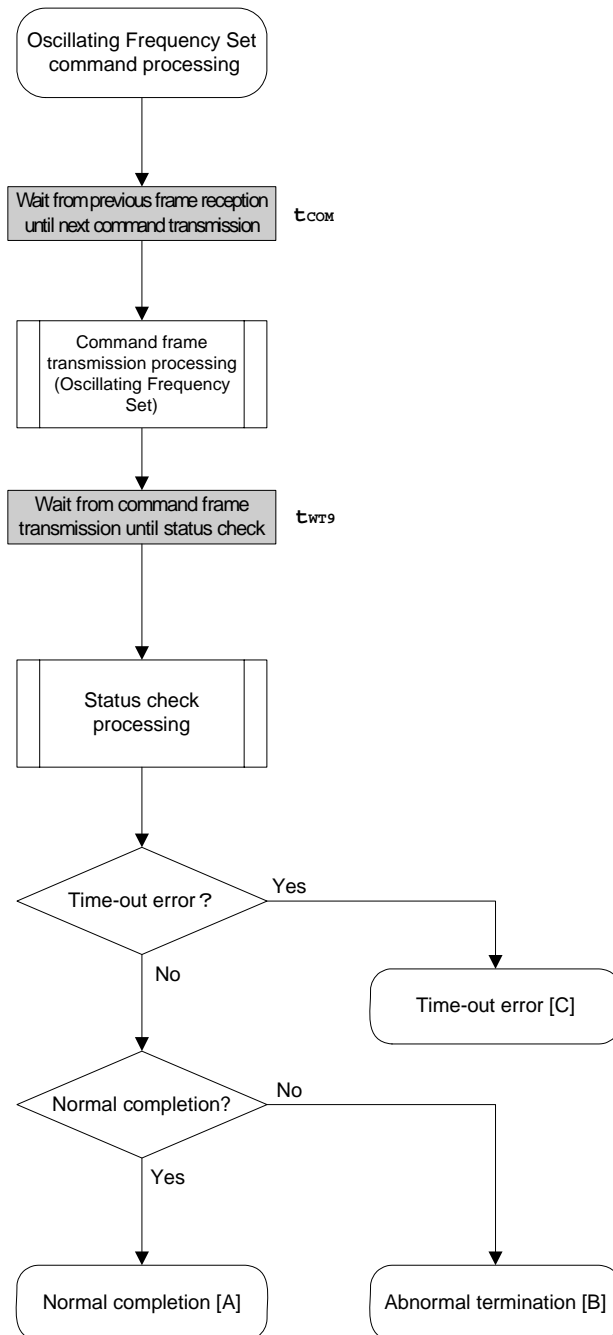 Oscillating Frequency Set
command processing
Wait from previous frame reception
until next command transmission
tCOM
Command frame
transmission processing
(Oscillating Frequency
Set)
Wait from command frame
transmission until status check
tWT9
Status check
processing
Time-out error?
Yes
No
Time-out error [C]
Normal completion?
No
Yes
Normal completion [A]
Abnormal termination [B]